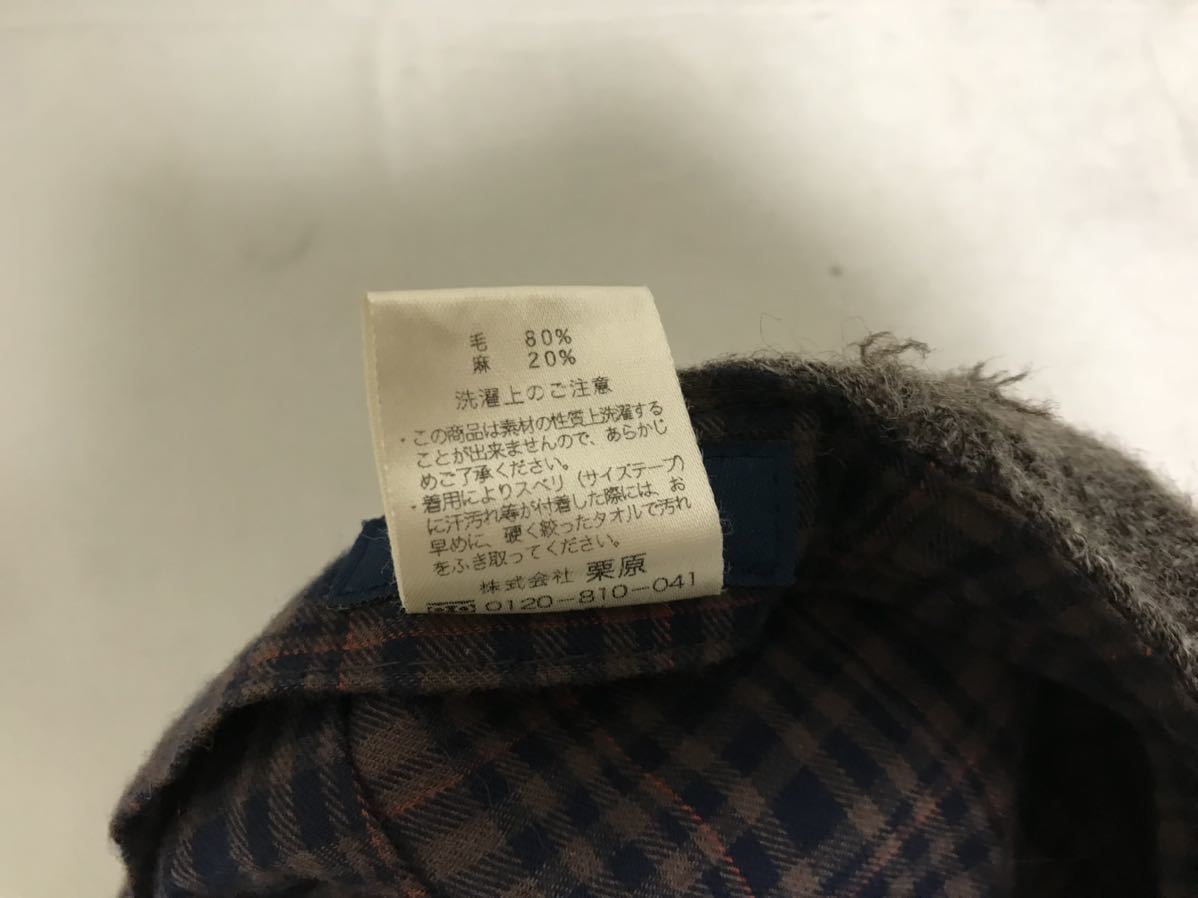 毛 80%
麻 20%
洗濯上のご注意
・この商品は素材の性質上洗濯する
ことが出来ませんので、あらかじ
めご了承ください。
・着用によりスベリ（サイズテープ）
に汗汚れ等が付着した際には、お
早めに、硬く絞ったタオルで汚れ
をふき取ってください。
株式会社 栗原
0120-810-041